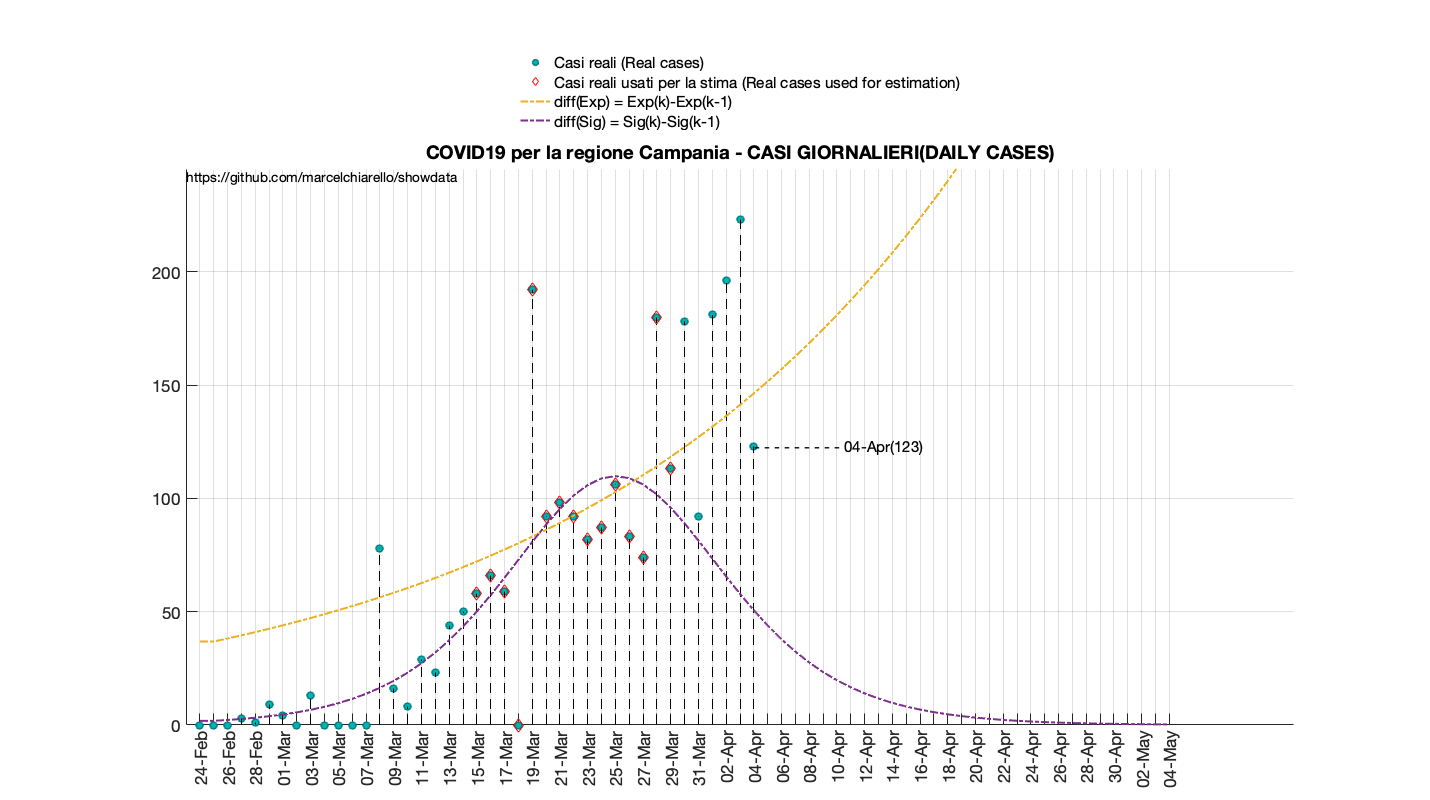 Casi reali (Real cases)
Casi reali usati per la stima (Real cases used for estimation)
diff(Exp) = Exp(k)-Exp(k-1)
diff(Sig) = Sig(k)-Sig(k-1)
COVID19 per la regione Campania - CASI GIORNALIERI(DAILY CASES)
https://github.com/marcelchiarello/showdata
200
150
04-Apr(123)
100
50
0
24-Feb
26-Feb
28-Feb
01-Mar
03-Mar
05-Mar
07-Mar
09-Mar
11-Mar
13-Mar
15-Mar
17-Mar
19-Mar
21-Mar
23-Mar
25-Mar
27-Mar
29-Mar
31-Mar
02-Apr
04-Apr
06-Apr
08-Apr
10-Apr
12-Apr
14-Apr
16-Apr
18-Apr
20-Apr
22-Apr
24-Apr
26-Apr
28-Apr
30-Apr
02-May
04-May